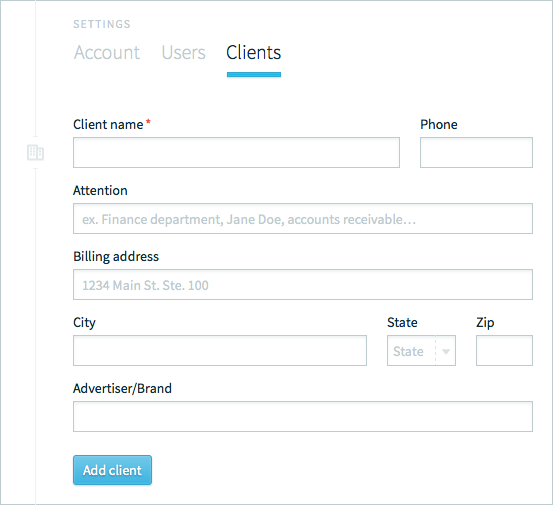 SETTINGS
Account Users Clients
Client name * Phone
Attention
ex. Finance department, Jane Doe, accounts receivable...
Billing address
1234 Main St. Ste. 100
City State Zip
State
Advertiser/Brand
Add client